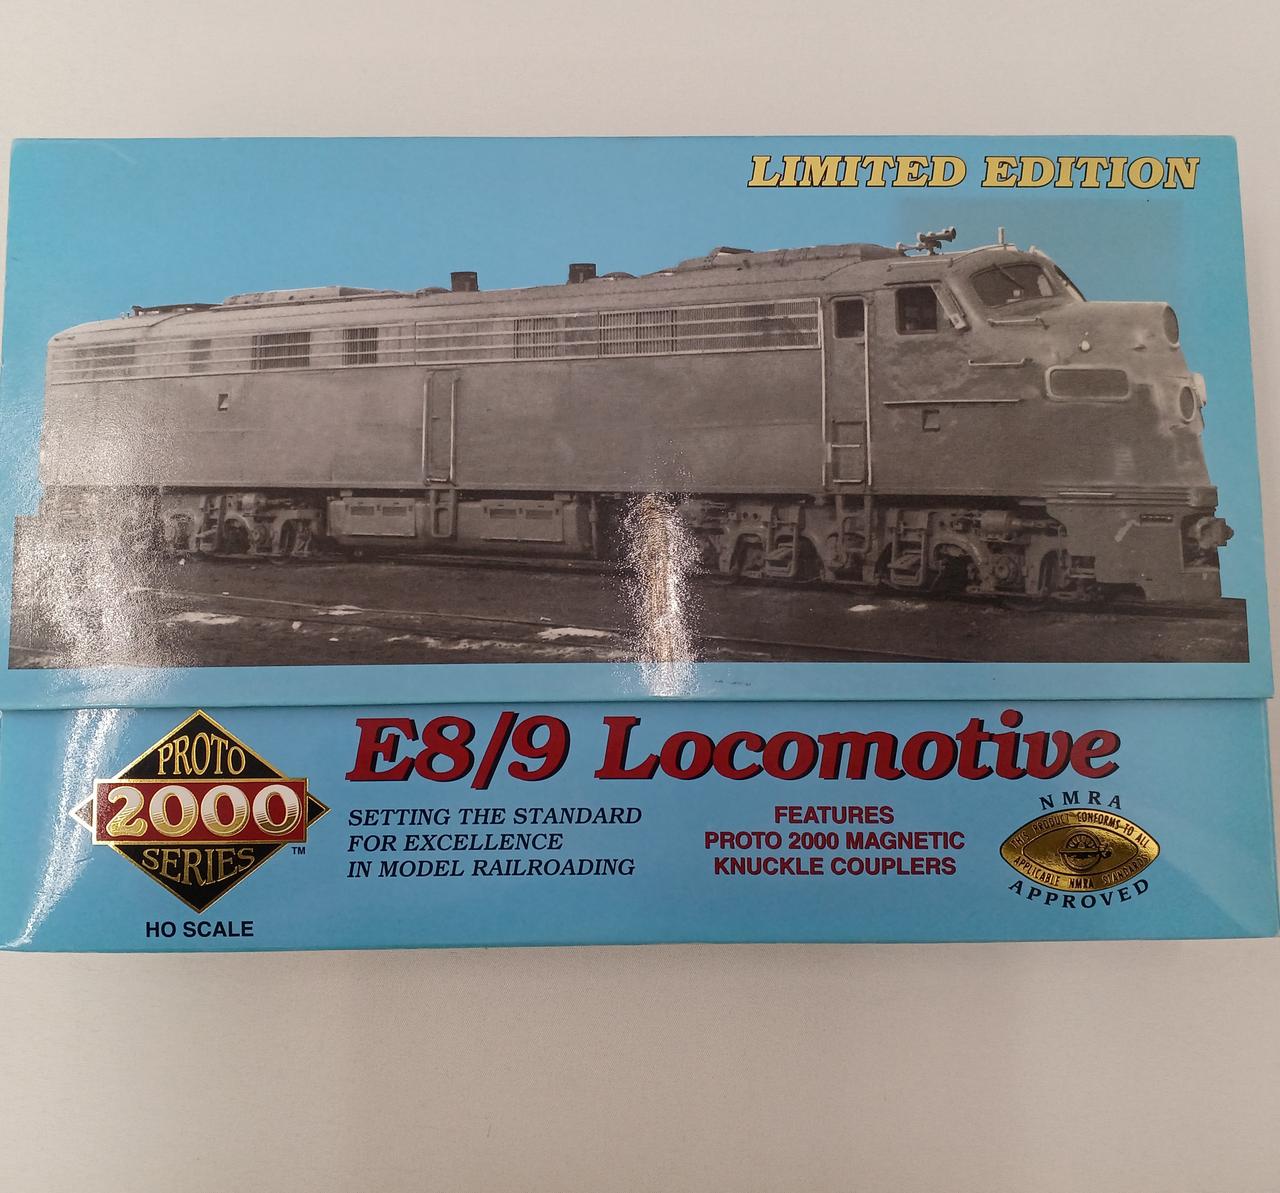 LIMITED EDITION
E8/9 Locomotive
PROTO
2000
SERIES
TM
HO SCALE
SETTING THE STANDARD
FOR EXCELLENCE
IN MODEL RAILROADING
FEATURES
PROTO 2000 MAGNETIC
KNUCKLE COUPLERS
NMRA
THIS PRODUCT CONFORMS TO ALL
APPLICABLE NMRA STANDARDS
APPROVED